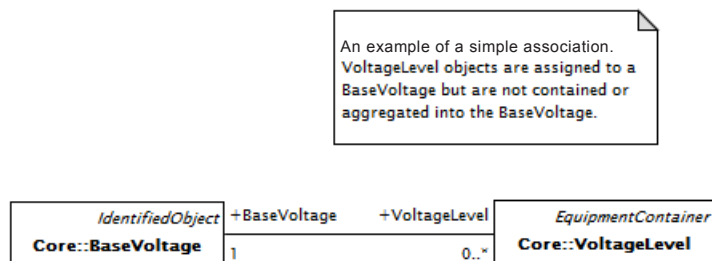 An example of a simple association.
VoltageLevel objects are assigned to a
BaseVoltage but are not contained or
aggregated into the BaseVoltage.
IdentifiedObject
Core::BaseVoltage
+BaseVoltage +VoltageLevel
1 0..*
EquipmentContainer
Core::VoltageLevel